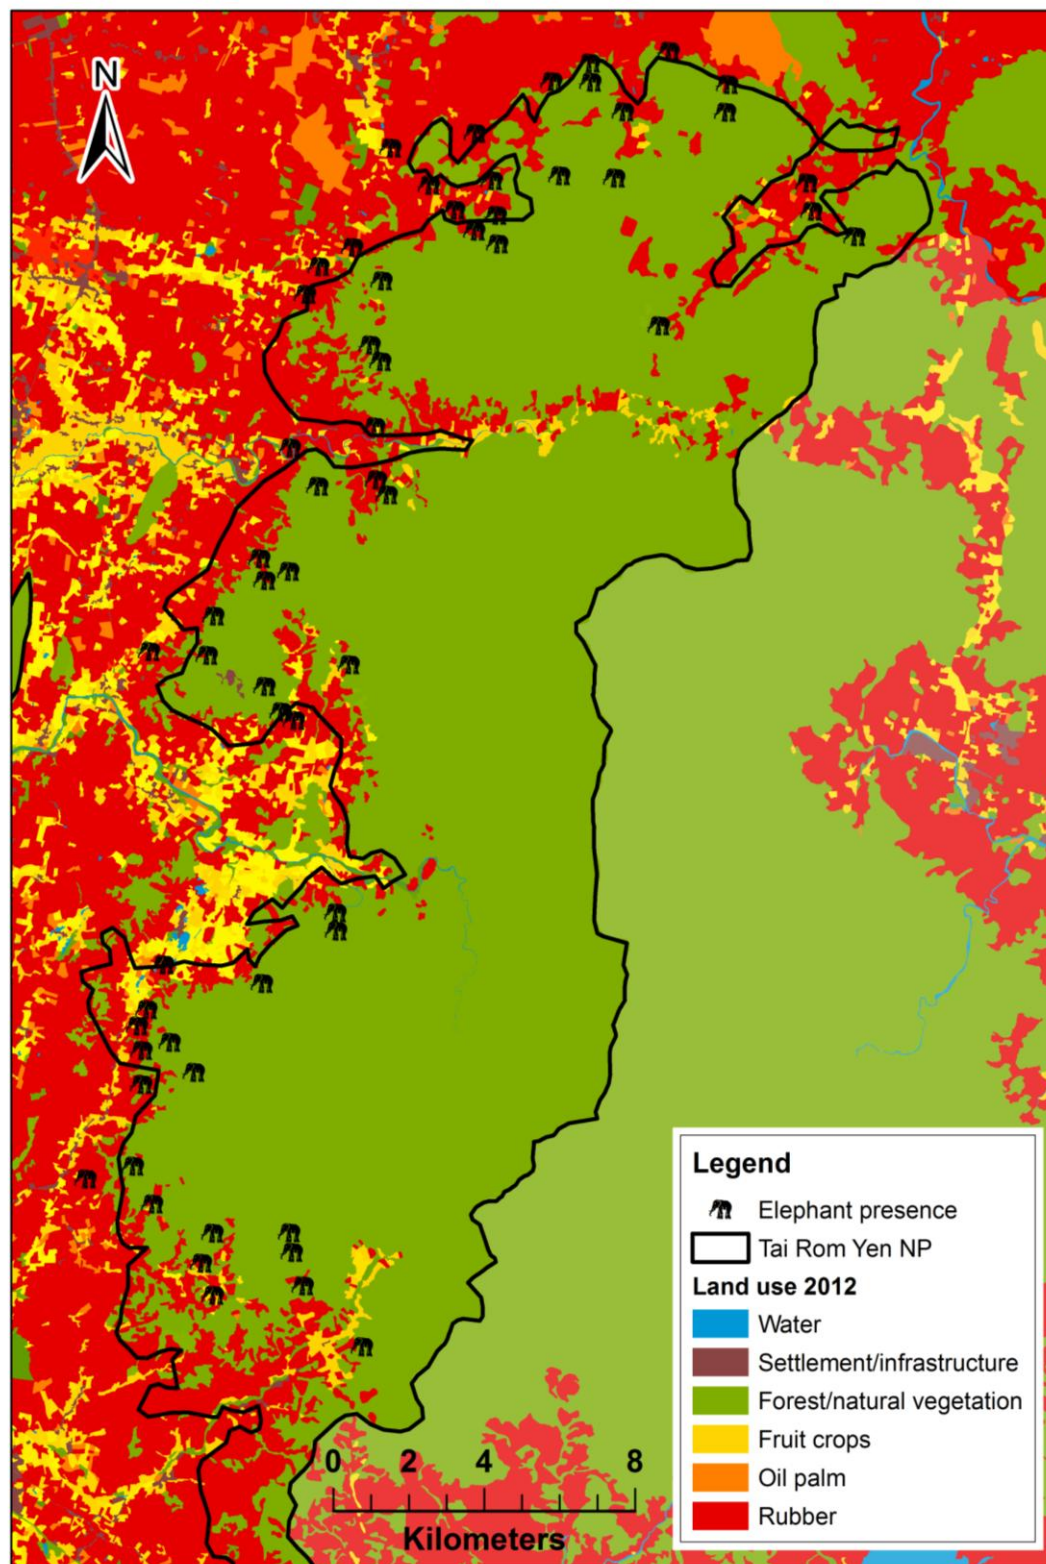 N
Legend
Elephant presence
Tai Rom Yen NP
Land use 2012
Water
Settlement/infrastructure
Forest/natural vegetation
Fruit crops
Oil palm
Rubber
0 2 4 8
Kilometers